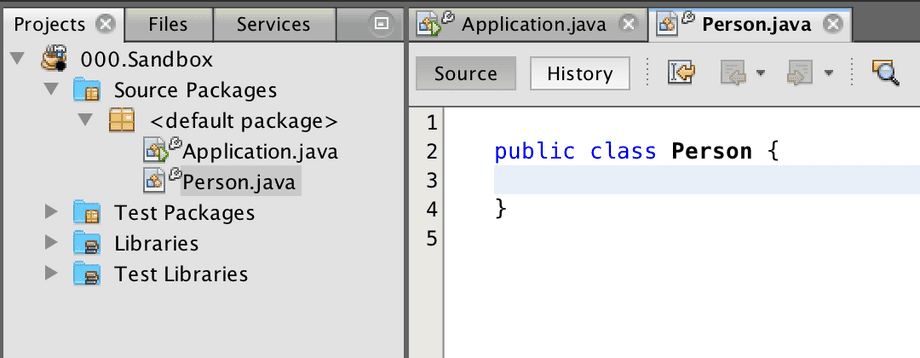 Projects
Files
Services
000.Sandbox
Source Packages
<default package>
Application.java
Person.java
Test Packages
Libraries
Test Libraries
Application.java
Person.java
Source
History
1
2 public class Person {
3
4 }
5